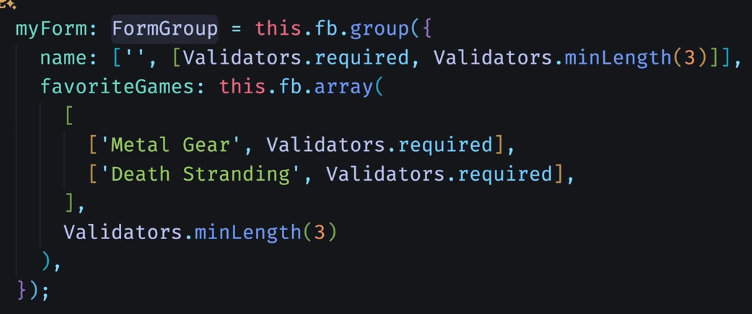 myForm: FormGroup = this.fb.group({
name: ['', [Validators.required, Validators.minLength(3)]],
favoriteGames: this.fb.array(
[
['Metal Gear', Validators.required],
['Death Stranding', Validators.required],
],
Validators.minLength(3)
),
});